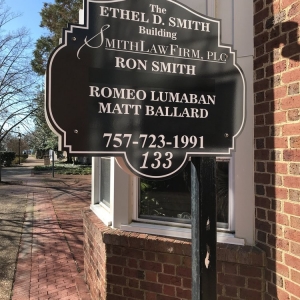 The
ETHEL D. SMITH
Building
SMITHLAWFIRM, PLC
RON SMITH
ROMEO LUMABAN
MATT BALLARD
757-723-1991
133